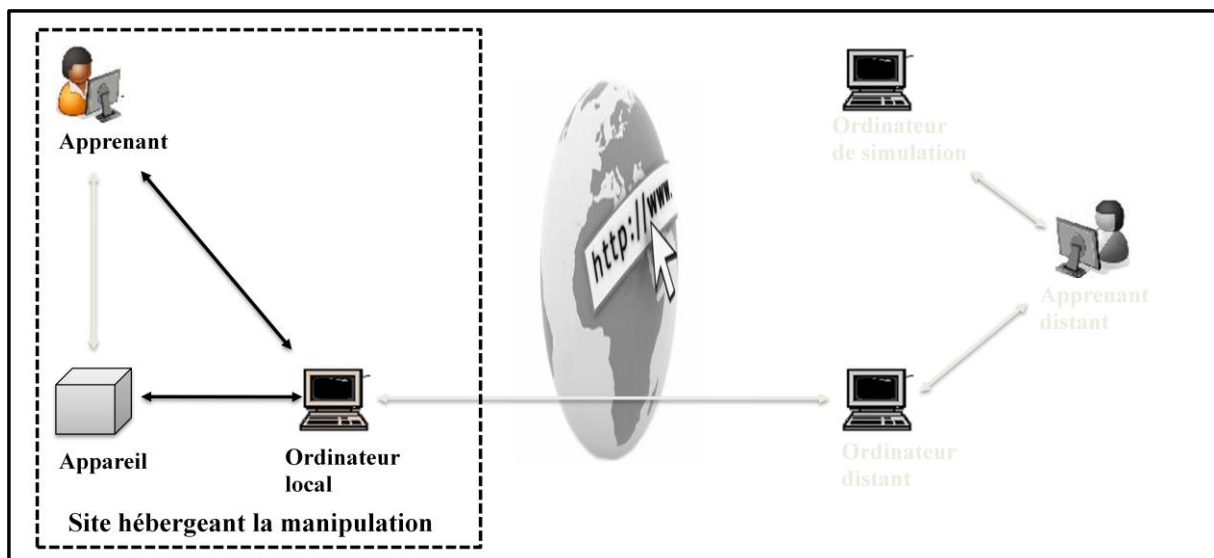 Apprenant
Ordinateur
de simulation
http://www.
Apprenant
distant
Appareil
Ordinateur
local
Ordinateur
distant
Site hébergeant la manipulation